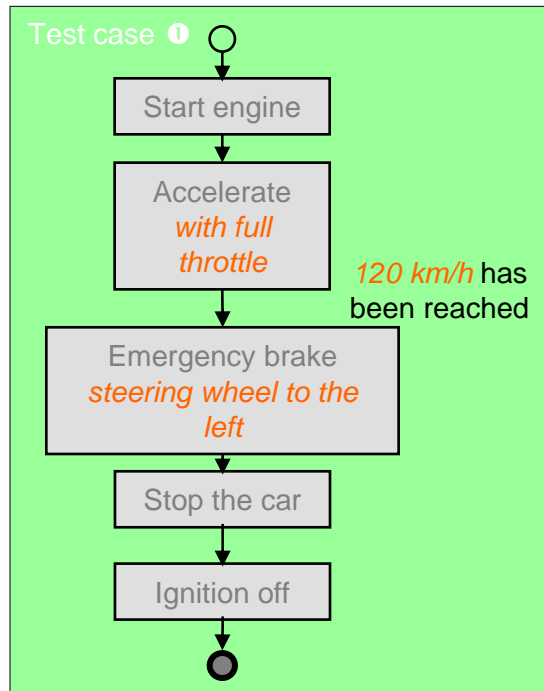 Test case ❶
Start engine
Accelerate
with full
throttle
120 km/h has
been reached
Emergency brake
steering wheel to the
left
Stop the car
Ignition off